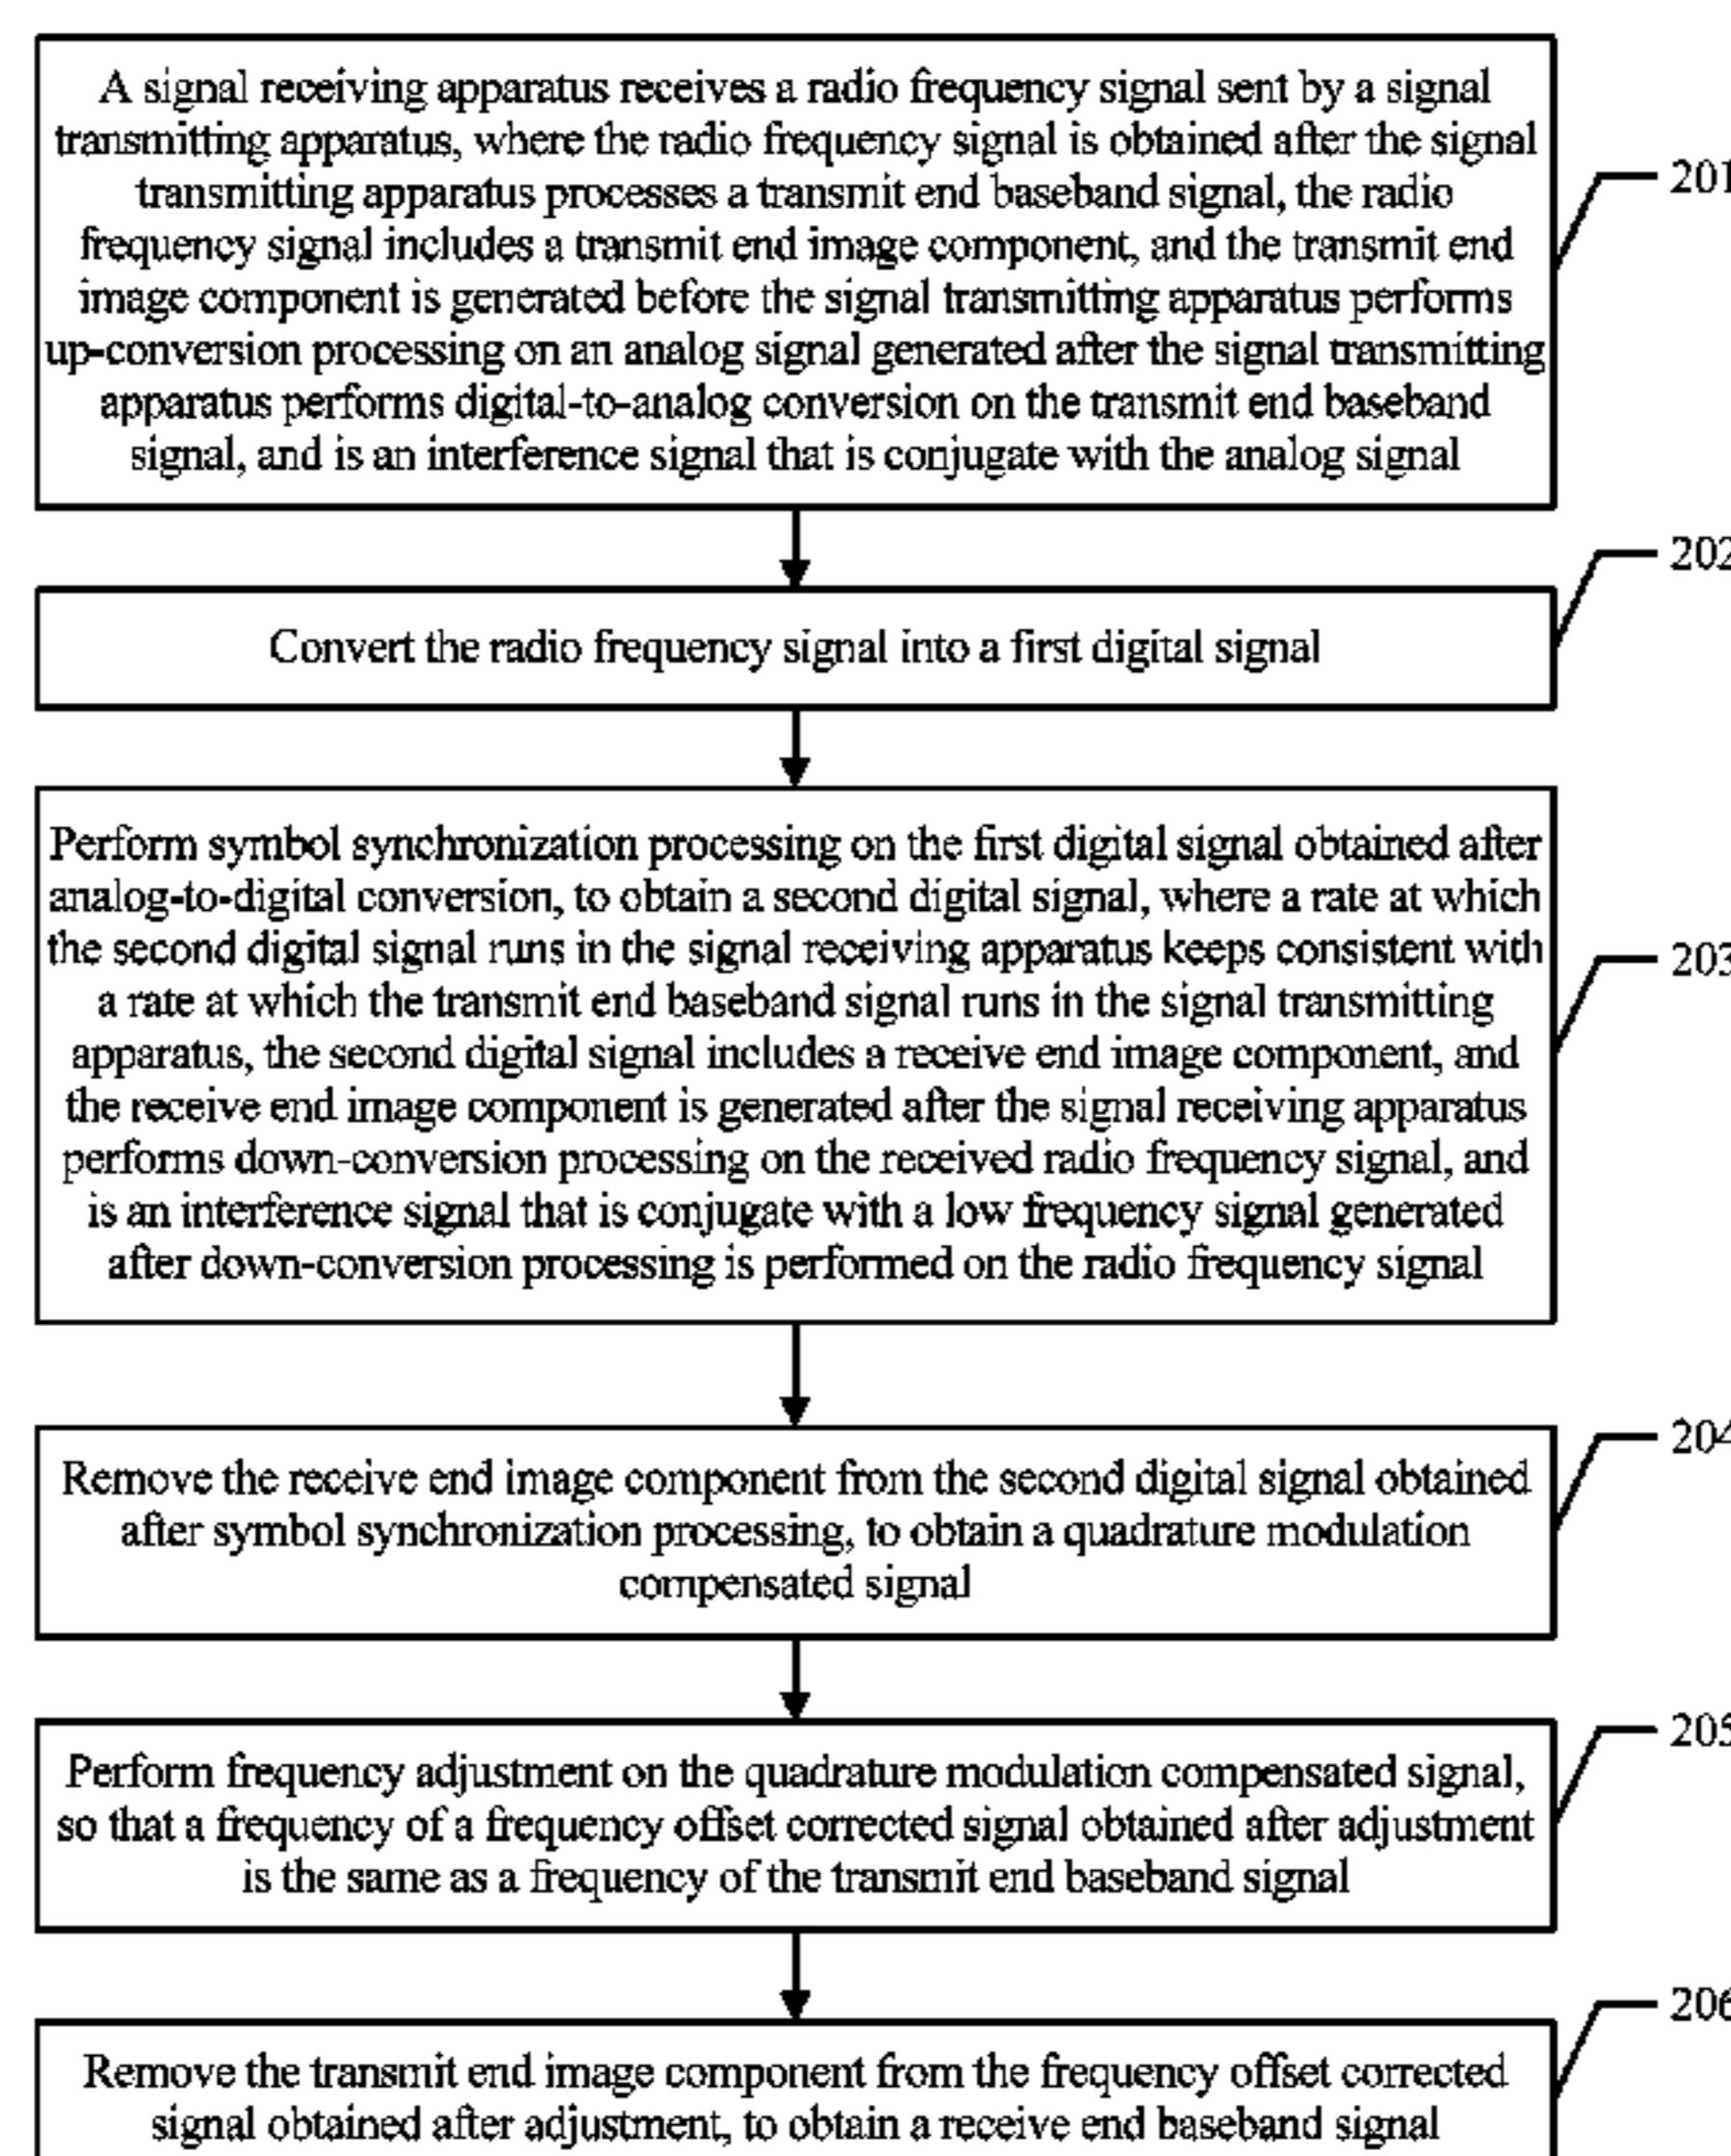 A signal receiving apparatus receives a radio frequency signal sent by a signal
transmitting apparatus, where the radio frequency signal is obtained after the signal
transmitting apparatus processes a transmit end baseband signal, the radio
frequency signal includes a transmit end image component, and the transmit end
image component is generated before the signal transmitting apparatus performs
up-conversion processing on an analog signal generated after the signal transmitting
apparatus performs digital-to-analog conversion on the transmit end baseband
signal, and is an interference signal that is conjugate with the analog signal
201
202
Convert the radio frequency signal into a first digital signal
Perform symbol synchronization processing on the first digital signal obtained after
analog-to-digital conversion, to obtain a second digital signal, where a rate at which
the second digital signal runs in the signal receiving apparatus keeps consistent with
a rate at which the transmit end baseband signal runs in the signal transmitting
apparatus, the second digital signal includes a receive end image component, and
the receive end image component is generated after the signal receiving apparatus
performs down-conversion processing on the received radio frequency signal, and
is an interference signal that is conjugate with a low frequency signal generated
after down-conversion processing is performed on the radio frequency signal
203
204
Remove the receive end image component from the second digital signal obtained
after symbol synchronization processing, to obtain a quadrature modulation
compensated signal
205
Perform frequency adjustment on the quadrature modulation compensated signal,
so that a frequency of a frequency offset corrected signal obtained after adjustment
is the same as a frequency of the transmit end baseband signal
206
Remove the transmit end image component from the frequency offset corrected
signal obtained after adjustment, to obtain a receive end baseband signal